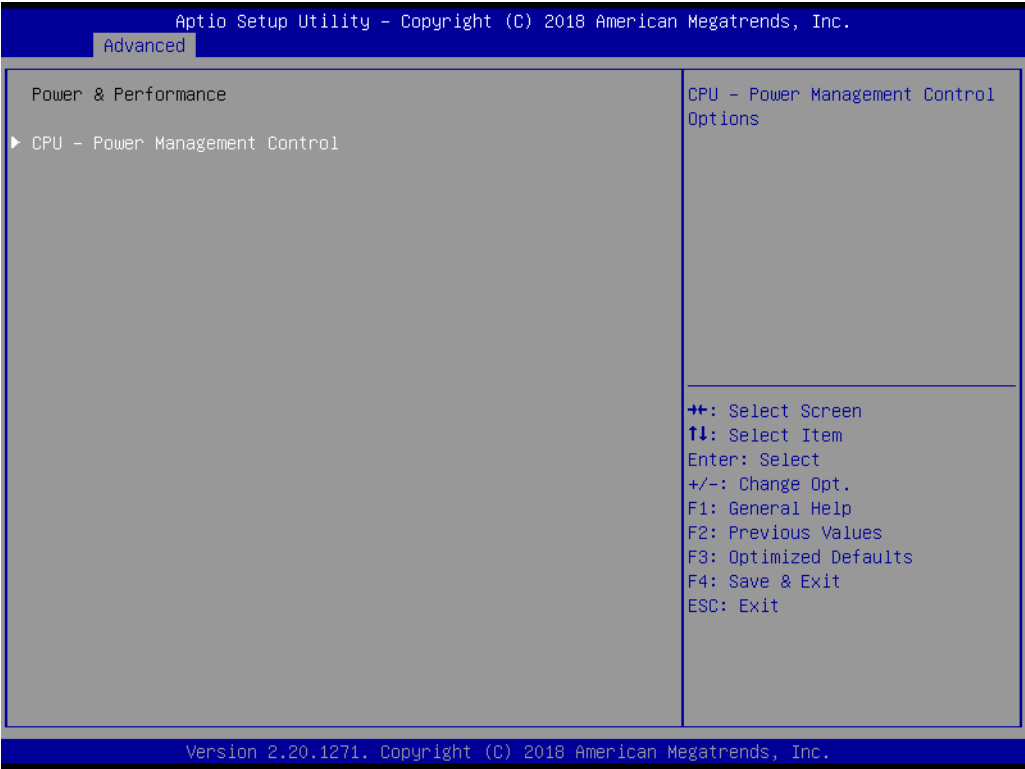 Aptio Setup Utility – Copyright (C) 2018 American Megatrends, Inc.
Advanced
Power & Performance
▶ CPU – Power Management Control
CPU – Power Management Control
Options
→←: Select Screen
↑↓: Select Item
Enter: Select
+/-: Change Opt.
F1: General Help
F2: Previous Values
F3: Optimized Defaults
F4: Save & Exit
ESC: Exit
Version 2.20.1271. Copyright (C) 2018 American Megatrends, Inc.